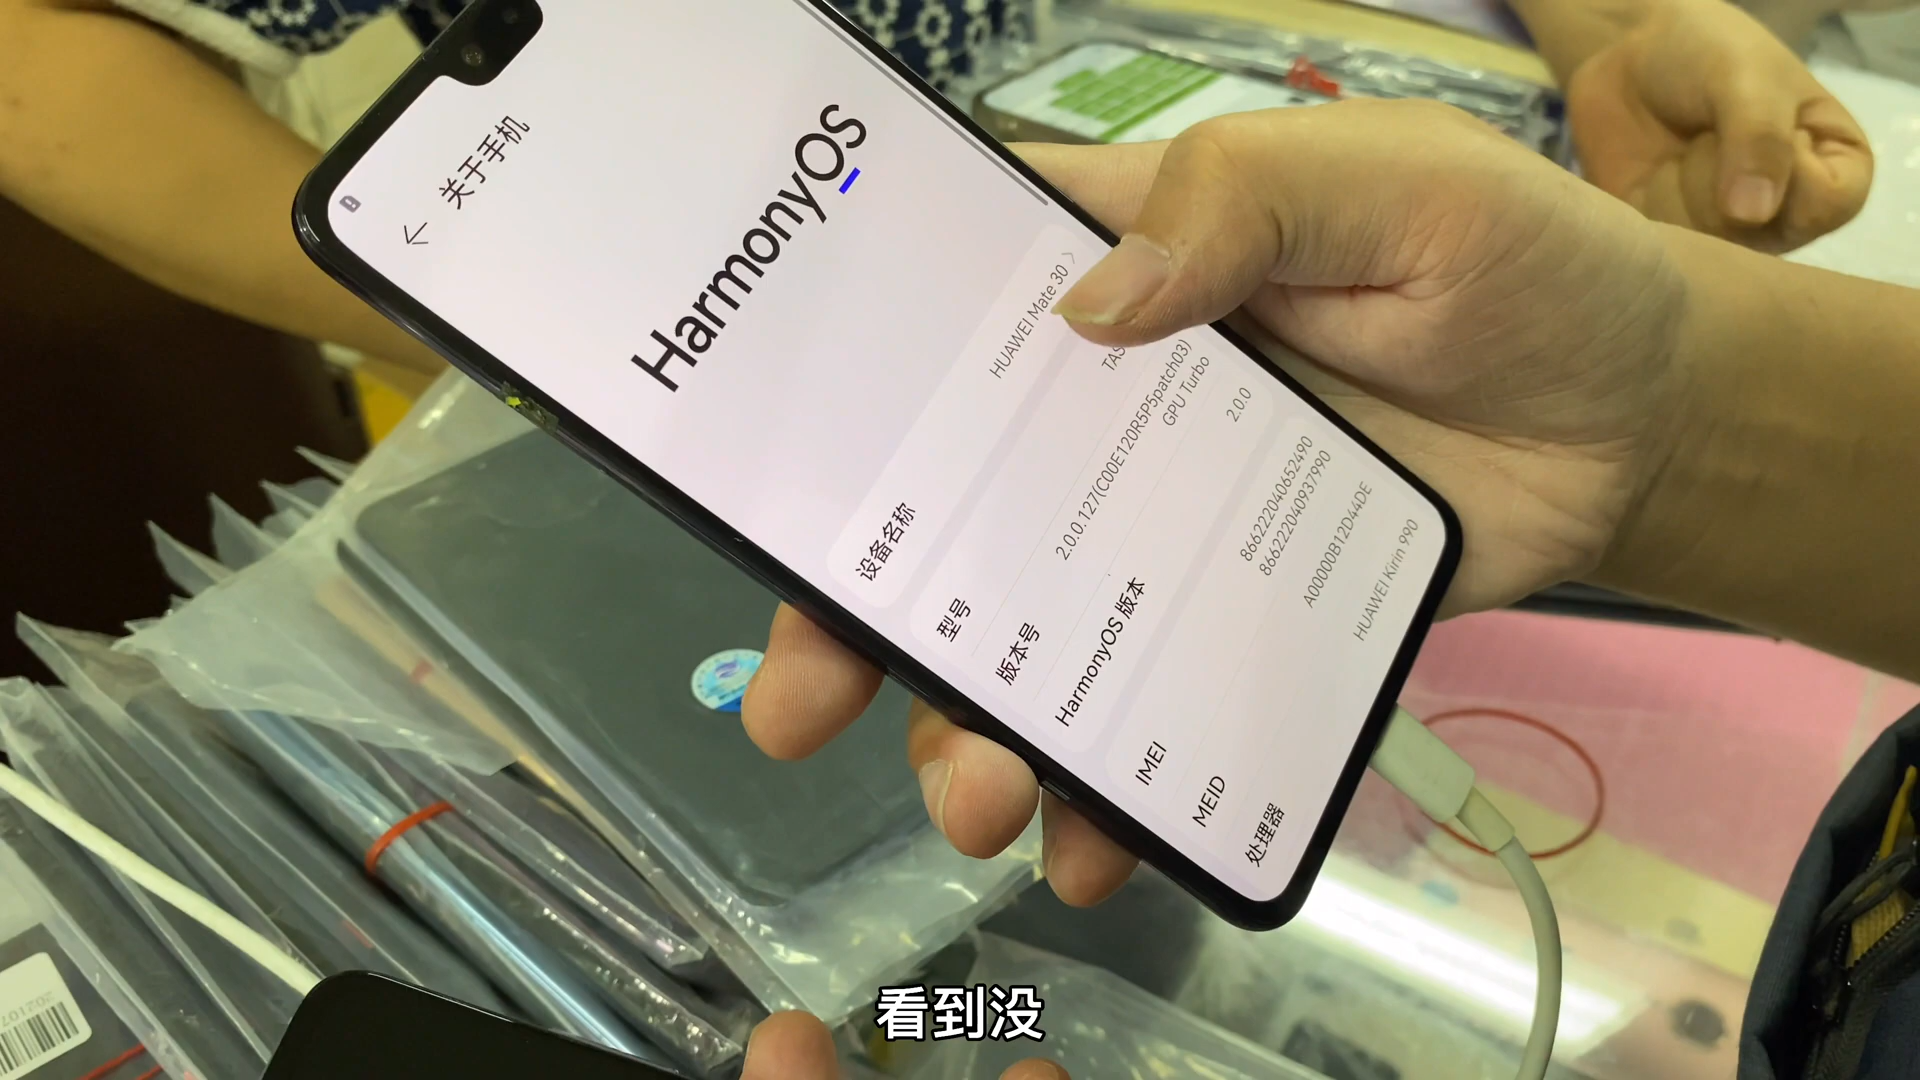 关于手机
HarmonyOS
设备名称
HUAWEI Mate 30
型号
TAS
版本号
2.0.0.127(C00E120R5P5patch03)
GPU Turbo
HarmonyOS 版本
2.0.0
IMEI
866222040652490
866222040937990
MEID
A00000B12D44DE
处理器
HUAWEI Kirin 990
看到没